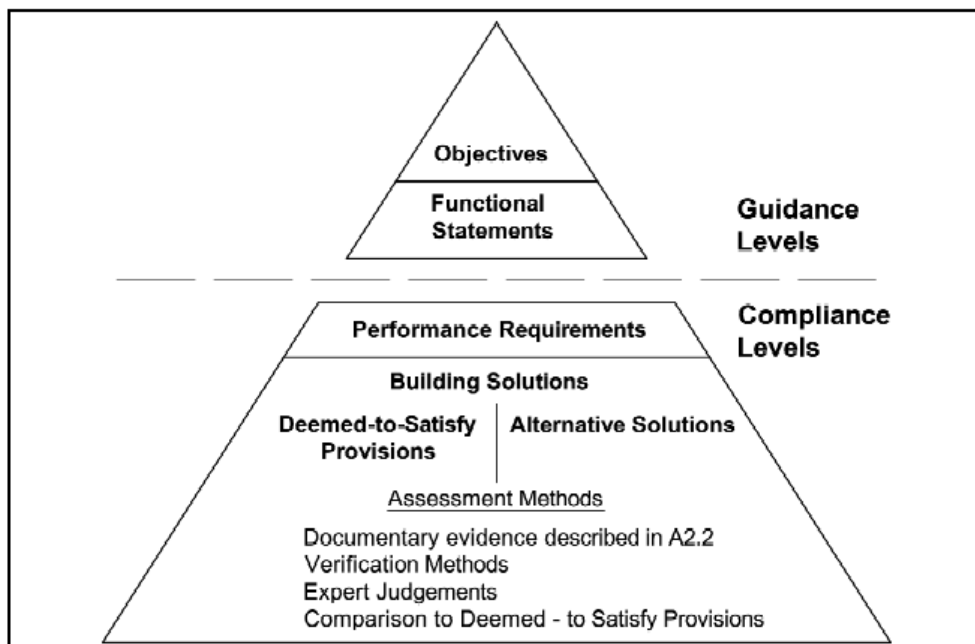 Objectives
Functional
Statements
Guidance
Levels
Compliance
Levels
Performance Requirements
Building Solutions
Deemed-to-Satisfy
Provisions
Alternative Solutions
Assessment Methods
Documentary evidence described in A2.2
Verification Methods
Expert Judgements
Comparison to Deemed - to Satisfy Provisions